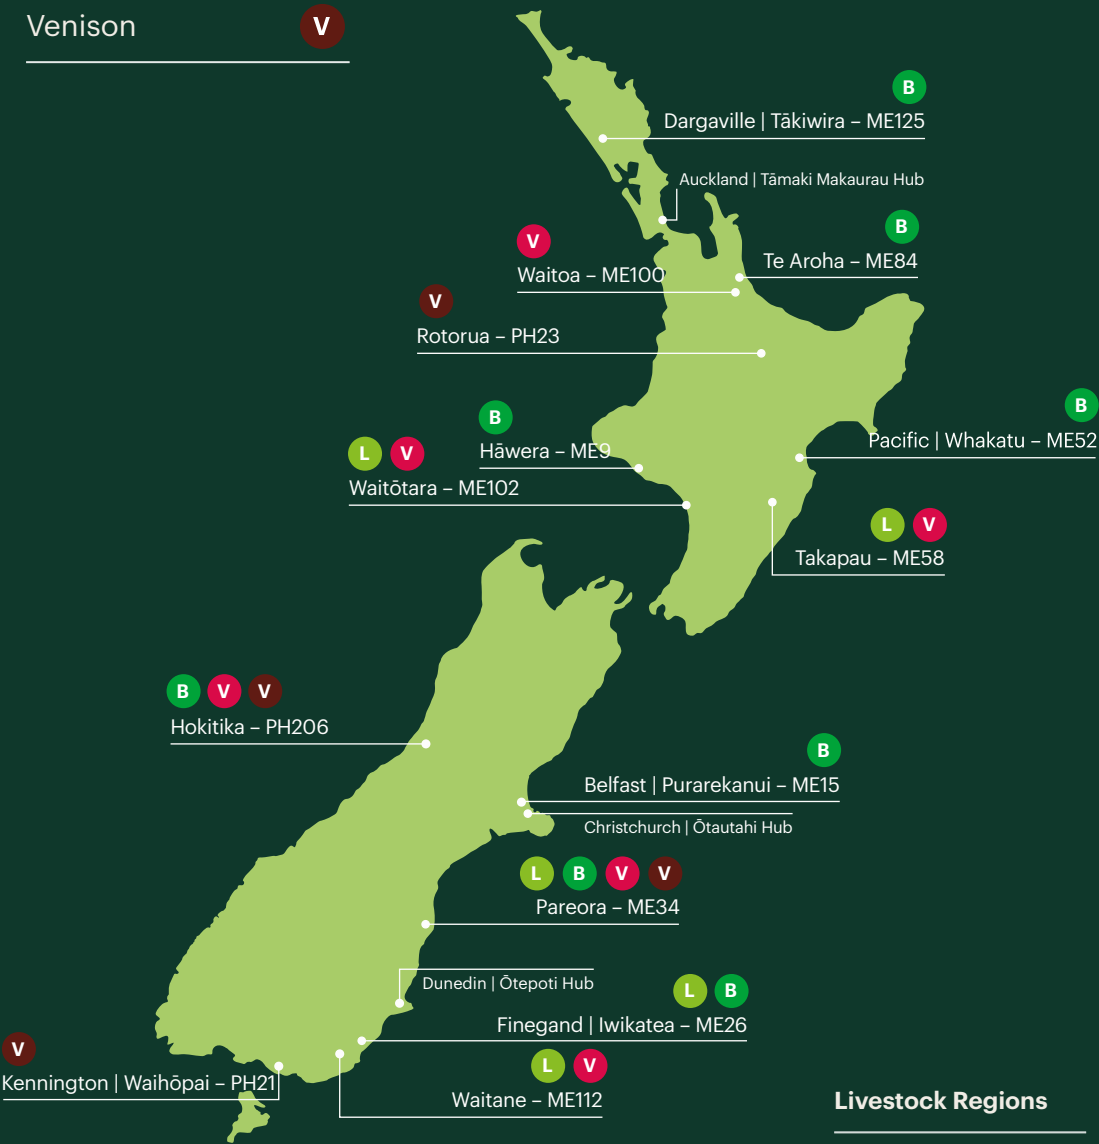 Venison V
B
Dargaville | Tākiwira – ME125
Auckland | Tāmaki Makaurau Hub
B
Te Aroha – ME84
V
Waitoa – ME100
V
Rotorua – PH23
B
Pacific | Whakatu – ME52
B
Hāwera – ME9
L V
Waitōtara – ME102
L V
Takapau – ME58
B V V
Hokitika – PH206
B
Belfast | Purarekanui – ME15
Christchurch | Ōtautahi Hub
L B V V
Pareora – ME34
Dunedin | Ōtepoti Hub
L B
Finegand | Iwikatea – ME26
V
Kennington | Waihōpai – PH21
L V
Waitane – ME112
Livestock Regions